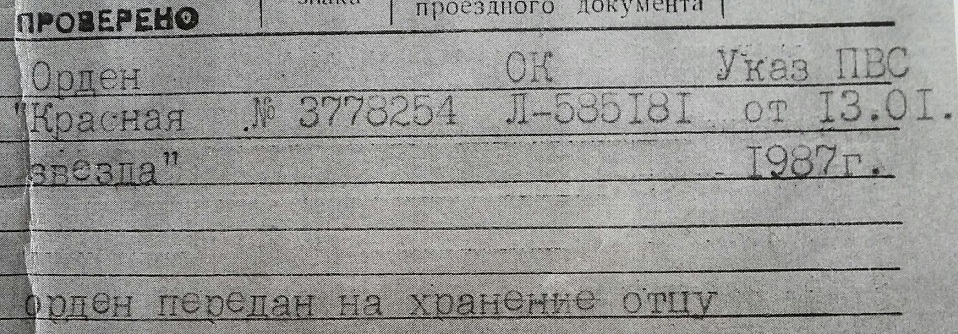 ПРОВЕРЕНО знака проездного документа
Орден ОК Указ ПВС
"Красная № 3778254 Л-585181 от 13.01.
звезда" 1987г.
орден передан на хранение отцу